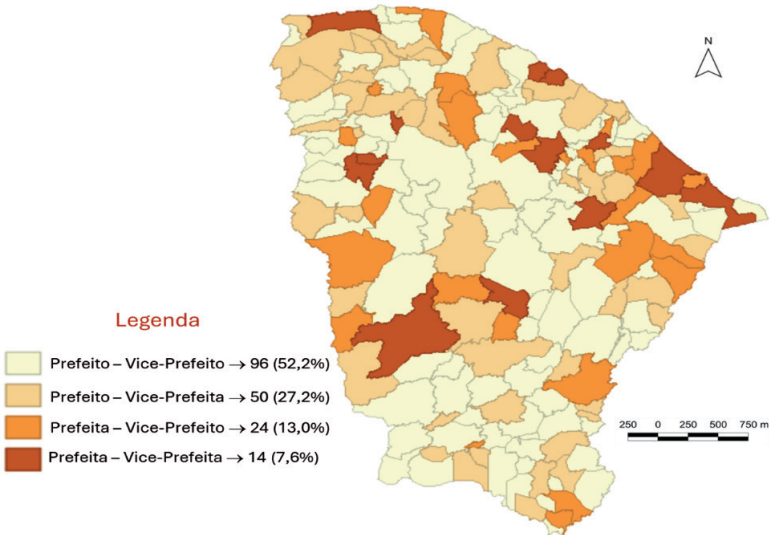 N
Legenda
Prefeito – Vice-Prefeito → 96 (52,2%)
Prefeito – Vice-Prefeita → 50 (27,2%)
Prefeita – Vice-Prefeito → 24 (13,0%)
Prefeita – Vice-Prefeita → 14 (7,6%)
250 0 250 500 750 m